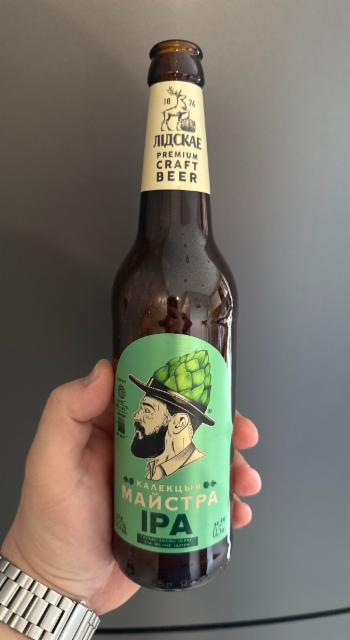 18 76
ЛІДСКАЕ
PREMIUM
CRAFT
BEER
КАЛЕКЦЫЯ
МАЙСТРА
IPA